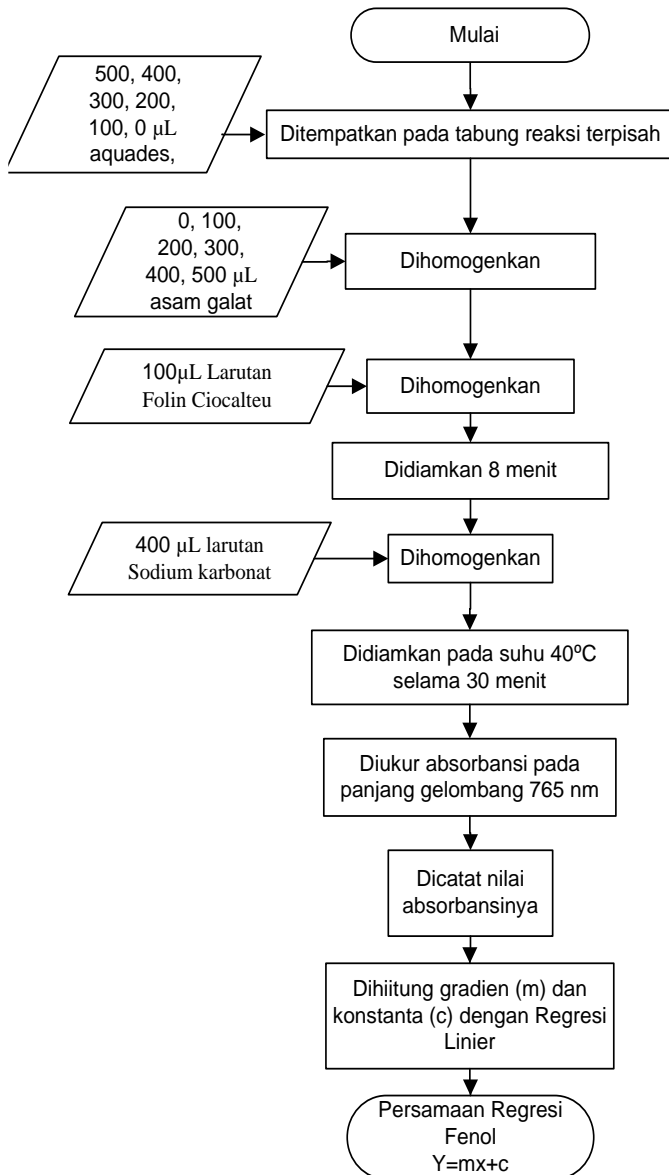 Mulai
500, 400,
300, 200,
100, 0 µL
aquades,
Ditempatkan pada tabung reaksi terpisah
0, 100,
200, 300,
400, 500 µL
asam galat
Dihomogenkan
100µL Larutan
Folin Ciocalteu
Dihomogenkan
Didiamkan 8 menit
400 µL larutan
Sodium karbonat
Dihomogenkan
Didiamkan pada suhu 40ºC
selama 30 menit
Diukur absorbansi pada
panjang gelombang 765 nm
Dicatat nilai
absorbansinya
Dihiitung gradien (m) dan
konstanta (c) dengan Regresi
Linier
Persamaan Regresi
Fenol
Y=mx+c